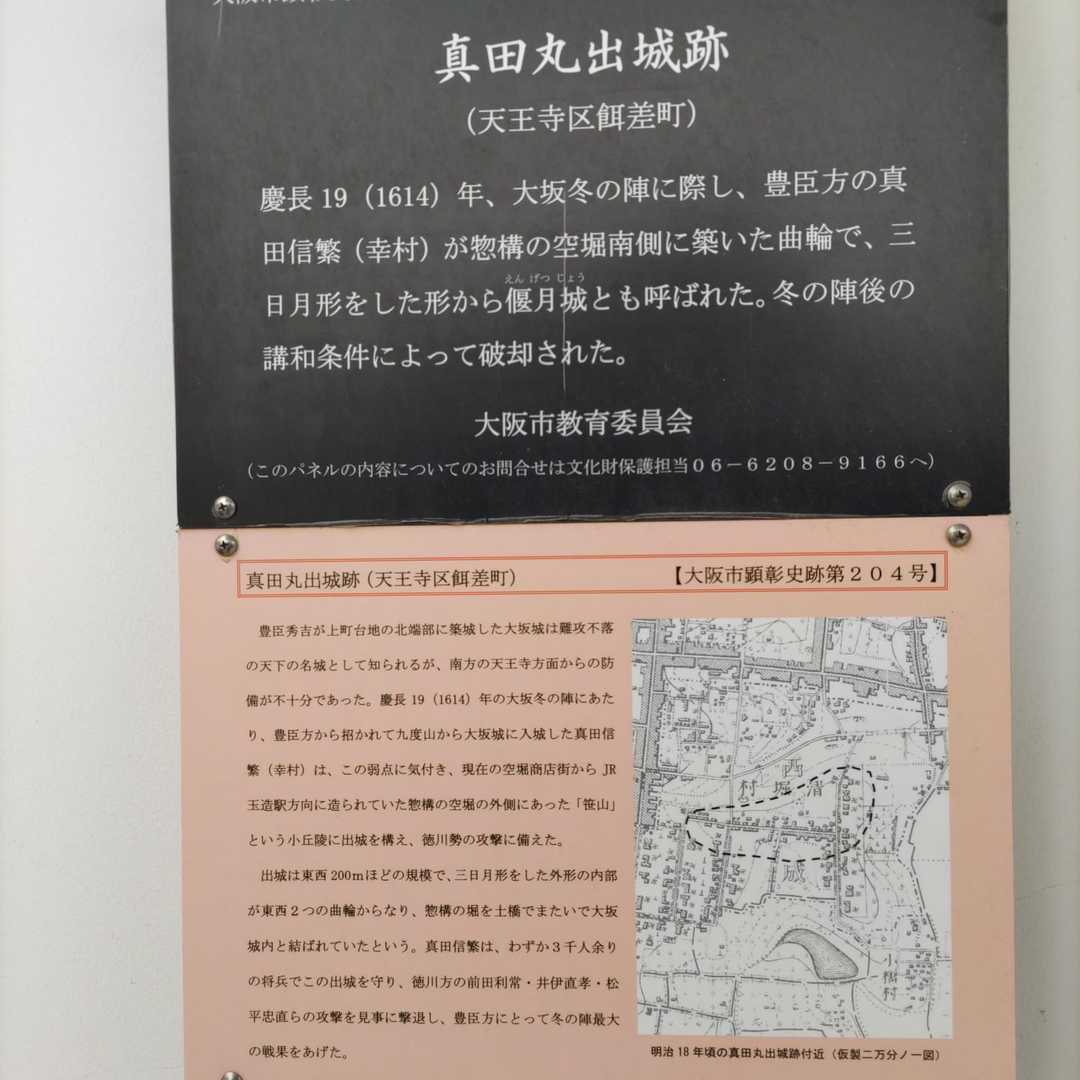 真田丸出城跡
(天王寺区餌差町)
慶長 19（1614）年、大坂冬の陣に際し、豊臣方の真
田信繁（幸村）が惣構の空堀南側に築いた曲輪で、三
えん げつ じょう
日月形をした形から偃月城とも呼ばれた。冬の陣後の
講和条件によって破却された。
大阪市教育委員会
（このパネルの内容についてのお問合せは文化財保護担当０６－６２０８－９１６６へ）
真田丸出城跡 (天王寺区餌差町)
【大阪市顕彰史跡第２０４号】
豊臣秀吉が上町台地の北端部に築城した大坂城は難攻不落
の天下の名城として知られるが、南方の天王寺方面からの防
備が不十分であった。慶長 19（1614）年の大坂冬の陣にあた
り、豊臣方から招かれて九度山から大坂城に入城した真田信
繁（幸村）は、この弱点に気付き、現在の空堀商店街から JR
玉造駅方向に造られていた惣構の空堀の外側にあった「笹山」
という小丘陵に出城を構え、徳川勢の攻撃に備えた。
出城は東西 200mほどの規模で、三日月形をした外形の内部
が東西２つの曲輪からなり、惣構の堀を土橋でまたいで大坂
城内と結ばれていたという。真田信繁は、わずか３千人余り
の将兵でこの出城を守り、徳川方の前田利常・井伊直孝・松
平忠直らの攻撃を見事に撃退し、豊臣方にとって冬の陣最大
の戦果をあげた。
西
村 堀 清
城
小橋村
明治 18 年頃の真田丸出城跡付近（仮製二万分ノ一図）